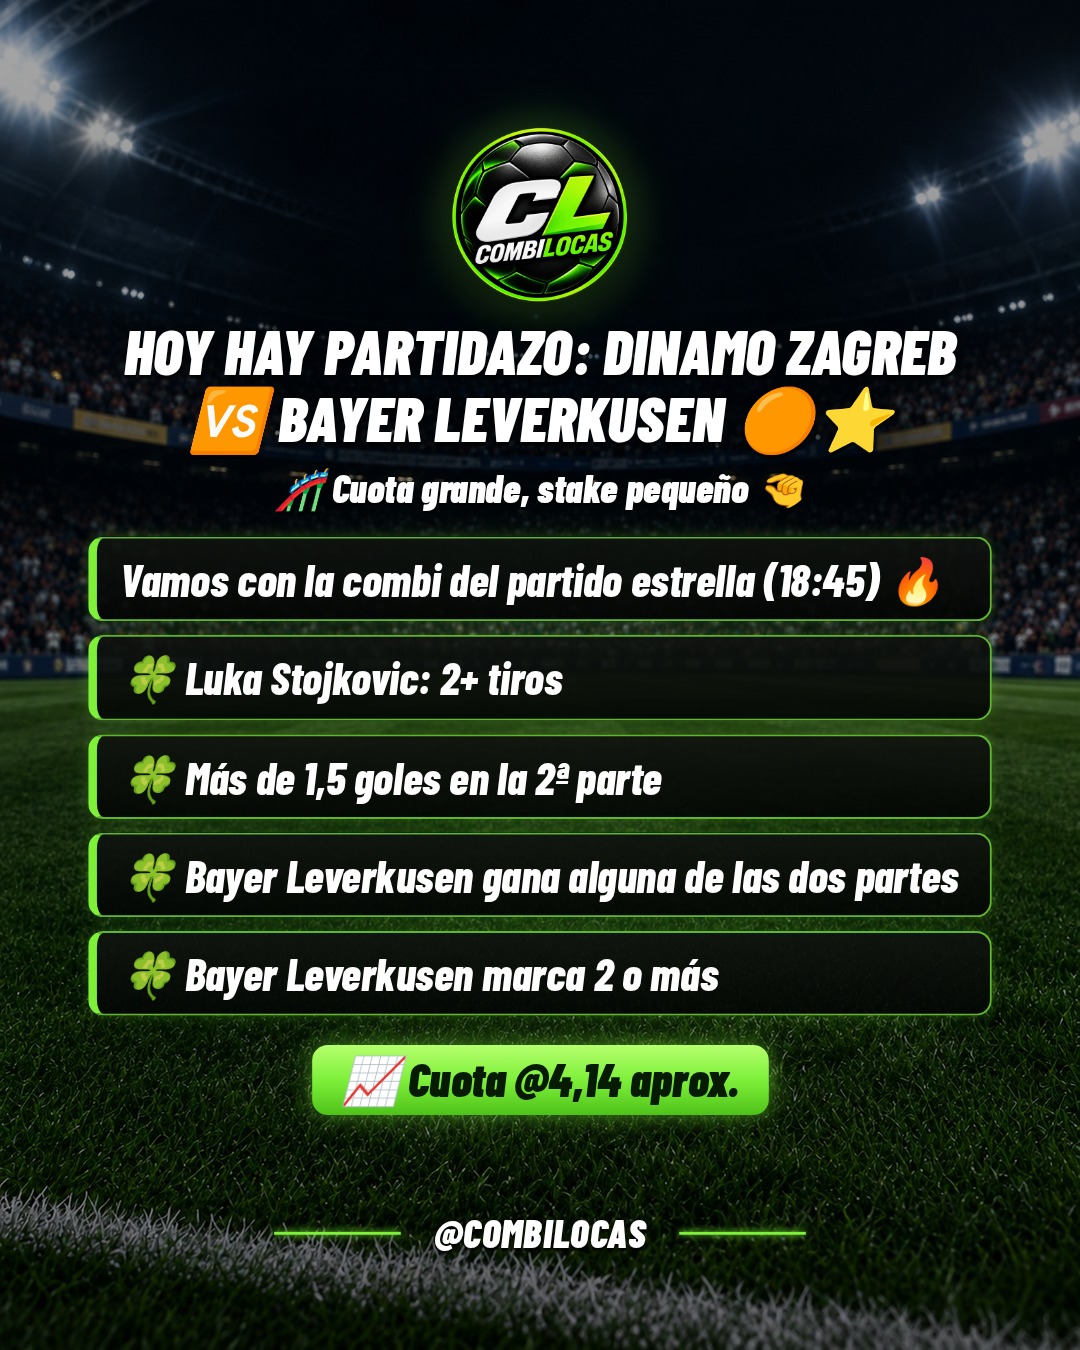 CL
COMBILOCAS
HOY HAY PARTIDAZO: DINAMO ZAGREB
🆚 BAYER LEVERKUSEN 🟠⭐
🎢 Cuota grande, stake pequeño 🤏
Vamos con la combi del partido estrella (18:45) 🔥
🍀 Luka Stojkovic: 2+ tiros
🍀 Más de 1,5 goles en la 2ª parte
🍀 Bayer Leverkusen gana alguna de las dos partes
🍀 Bayer Leverkusen marca 2 o más
📈 Cuota @4,14 aprox.
@COMBILOCAS